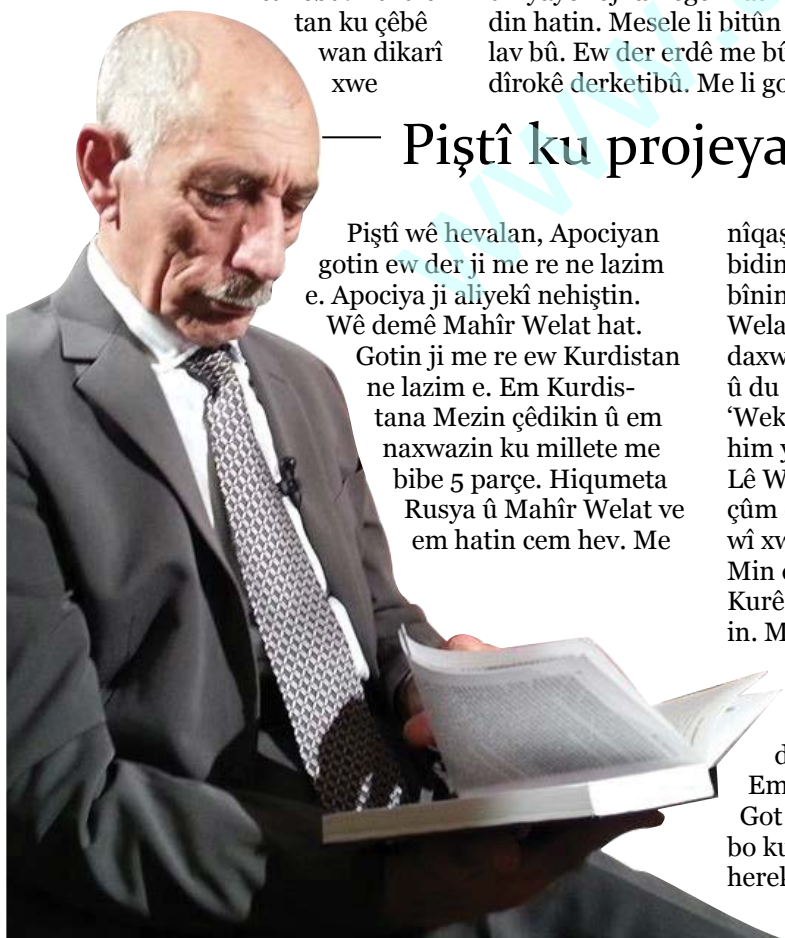 tan ku çêbê
wan dikarî
xwe
din hatin. Mesele li bitûn
lav bû. Ew der erdê me bû
dîrokê derketibû. Me li go
Piştî ku projeya
Piştî wê hevalan, Apociyan
gotin ew der ji me re ne lazim
e. Apociya ji aliyekî nehiştin.
Wê demê Mahîr Welat hat.
Gotin ji me re ew Kurdistan
ne lazim e. Em Kurdis-
tana Mezin çêdikin û em
naxwazin ku millete me
bibe 5 parçe. Hiqumeta
Rusya û Mahîr Welat ve
em hatin cem hev. Me
nîqaş
bidin
bînin
Wela
daxw
û du
‘Wek
him y
Lê W
çûm
wî xw
Min
Kurê
in. M
d
Em
Got
bo ku
herek
www.